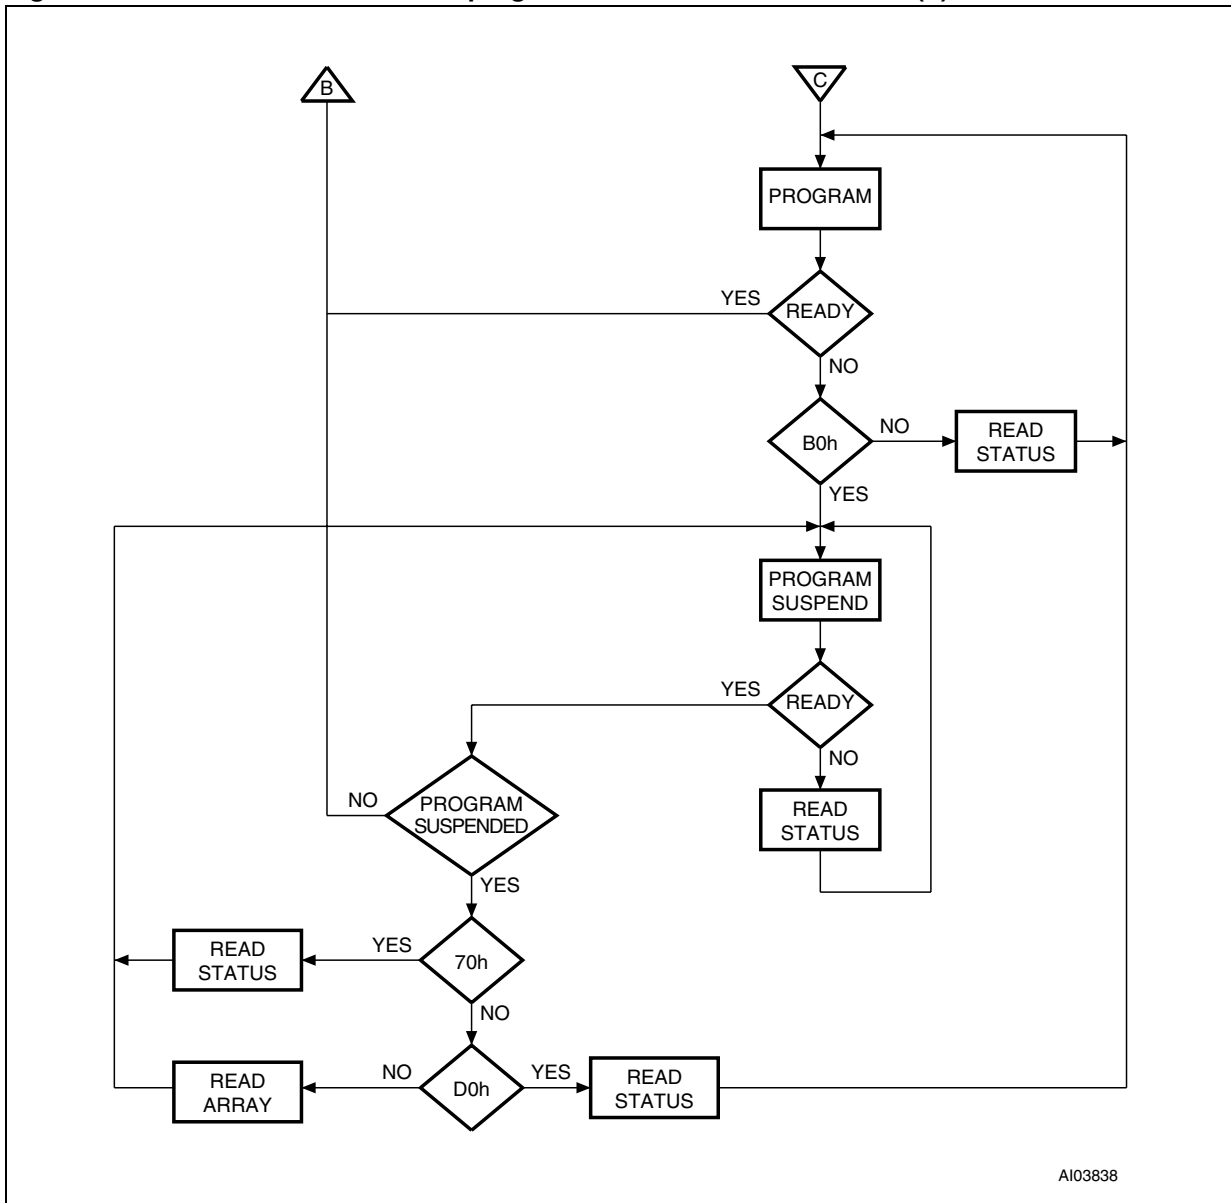 B
C
PROGRAM
YES
READY
NO
B0h
NO
READ
STATUS
YES
PROGRAM
SUSPEND
YES
READY
NO
NO
PROGRAM
SUSPENDED
READ
STATUS
YES
READ
STATUS
YES
70h
NO
READ
ARRAY
NO
D0h
YES
READ
STATUS
AI03838